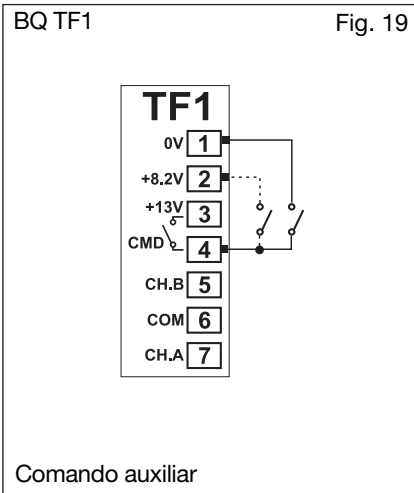 BQ TF1 Fig. 19
TF1
0V 1
+8.2V 2
+13V 3
CMD 4
CH.B 5
COM 6
CH.A 7
Comando auxiliar